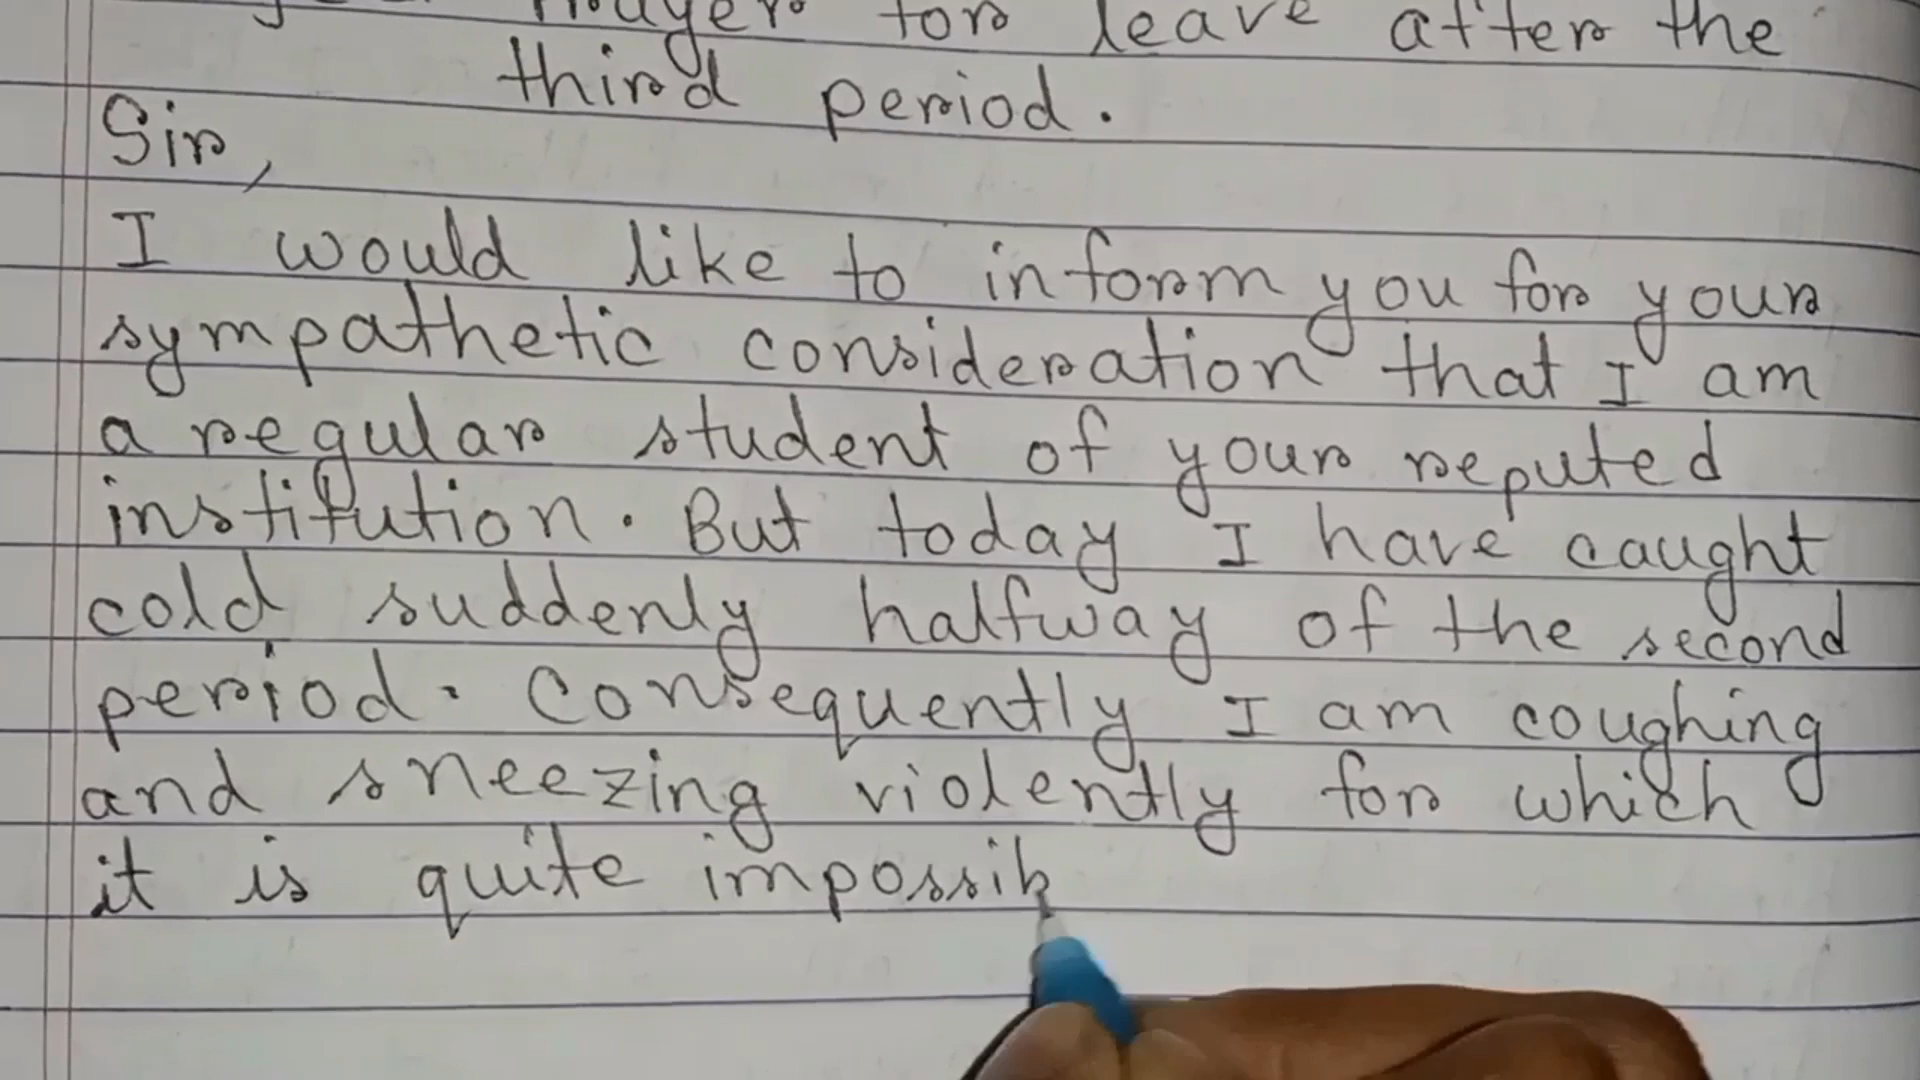 Prayer for leave after the
third period.
Sir,
I would like to inform you for your
sympathetic consideration that I am
a regular student of your reputed
institution. But today I have caught
cold suddenly halfway of the second
period. Consequently I am coughing
and sneezing violently for which
it is quite impossib